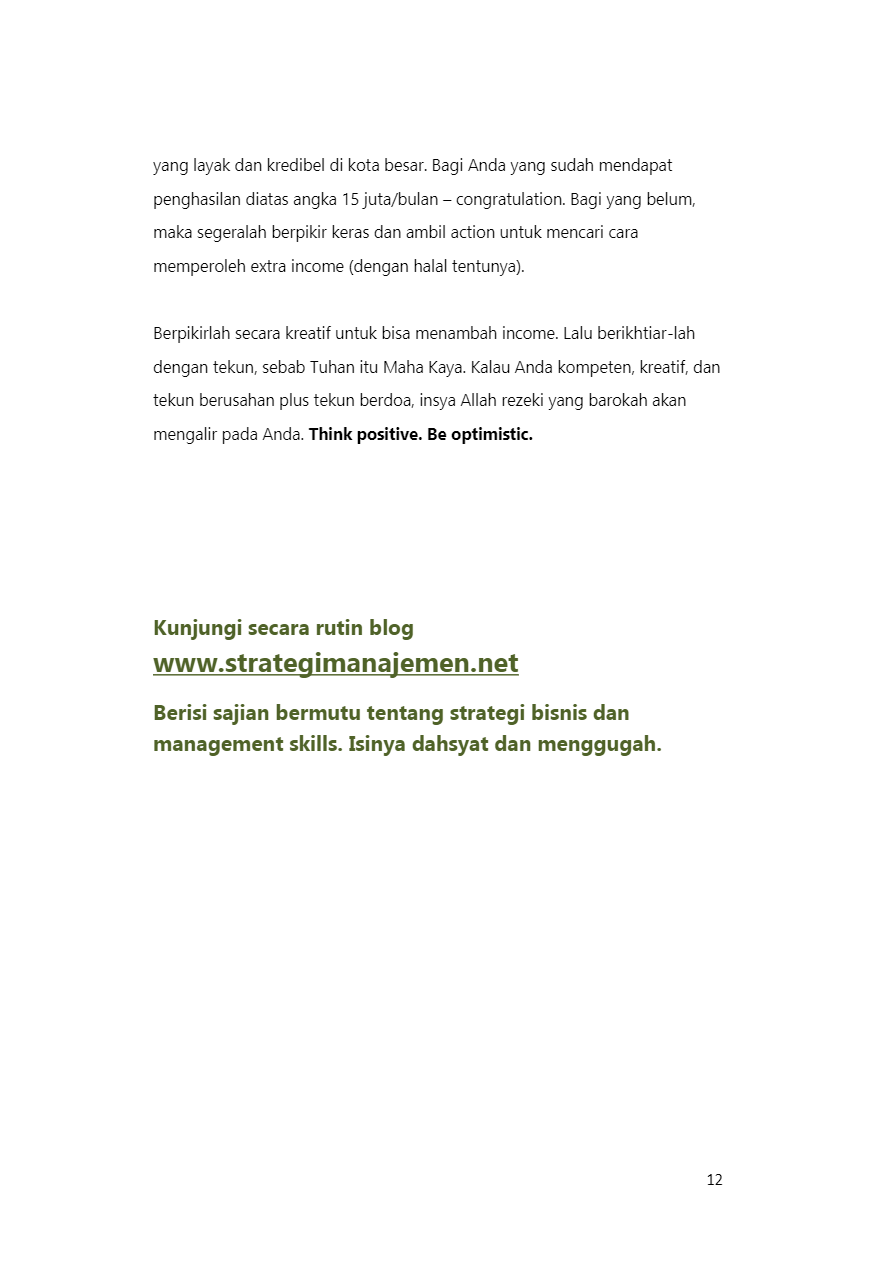 yang layak dan kredibel di kota besar. Bagi Anda yang sudah mendapat
penghasilan diatas angka 15 juta/bulan – congratulation. Bagi yang belum,
maka segeralah berpikir keras dan ambil action untuk mencari cara
memperoleh extra income (dengan halal tentunya).
Berpikirlah secara kreatif untuk bisa menambah income. Lalu berikhtiar-lah
dengan tekun, sebab Tuhan itu Maha Kaya. Kalau Anda kompeten, kreatif, dan
tekun berusahan plus tekun berdoa, insya Allah rezeki yang barokah akan
mengalir pada Anda. Think positive. Be optimistic.
Kunjungi secara rutin blog
www.strategimanajemen.net
Berisi sajian bermutu tentang strategi bisnis dan
management skills. Isinya dahsyat dan menggugah.
12